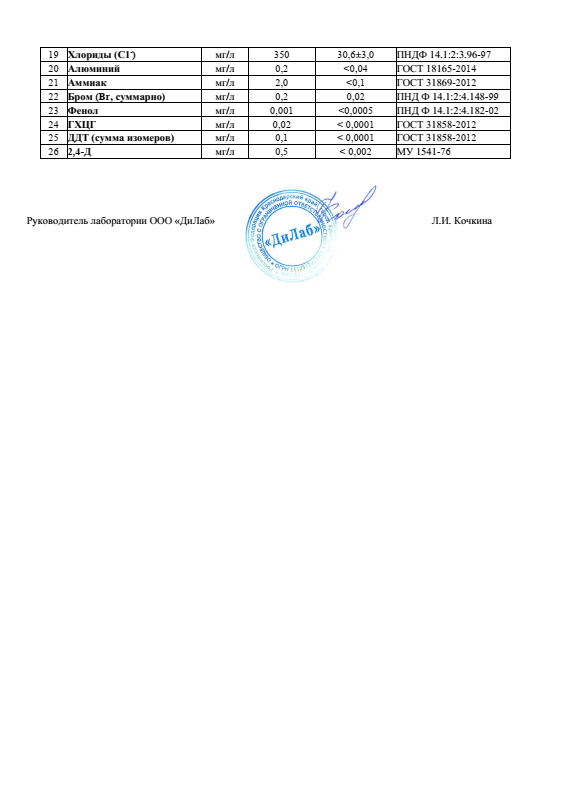 19 Хлориды (Cl⁻) мг/л 350 30,6±3,0 ПНДФ 14.1:2:3.96-97
20 Алюминий мг/л 0,2 <0,04 ГОСТ 18165-2014
21 Аммиак мг/л 2,0 <0,1 ГОСТ 31869-2012
22 Бром (Br, суммарно) мг/л 0,2 0,02 ПНД Ф 14.1:2:4.148-99
23 Фенол мг/л 0,001 <0,0005 ПНД Ф 14.1:2:4.182-02
24 ГХЦГ мг/л 0,02 < 0,0001 ГОСТ 31858-2012
25 ДДТ (сумма изомеров) мг/л 0,1 < 0,0001 ГОСТ 31858-2012
26 2,4-Д мг/л 0,5 < 0,002 МУ 1541-76
Руководитель лаборатории ООО «ДиЛаб» Л.И. Кочкина
Краснодарский край
ОБЩЕСТВО С ОГРАНИЧЕННОЙ ОТВЕТСТВЕННОСТЬЮ
«ДиЛаб»
ОГРН